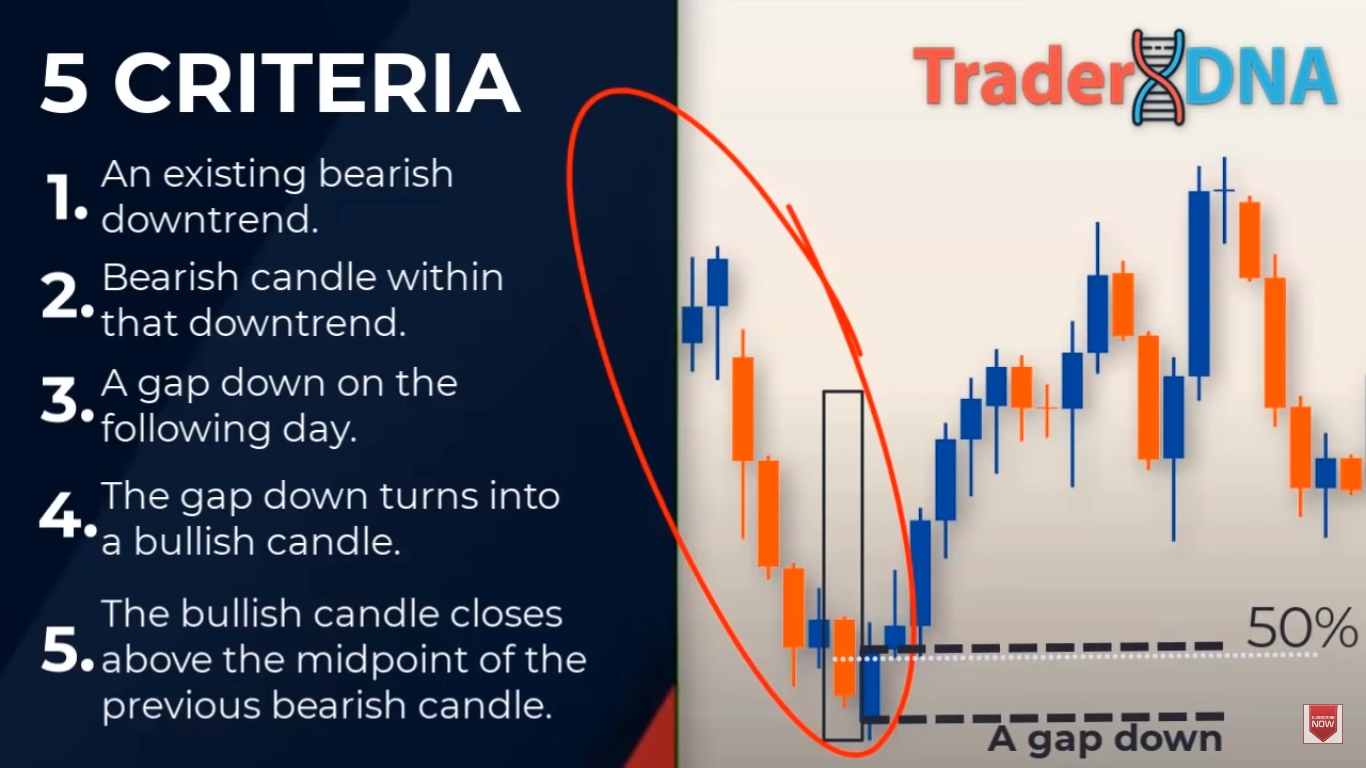 5 CRITERIA
TraderDNA
1. An existing bearish
downtrend.
2. Bearish candle within
that downtrend.
3. A gap down on the
following day.
4. The gap down turns into
a bullish candle.
5. The bullish candle closes
above the midpoint of the
previous bearish candle.
50%
A gap down
SUBSCRIBE
NOW